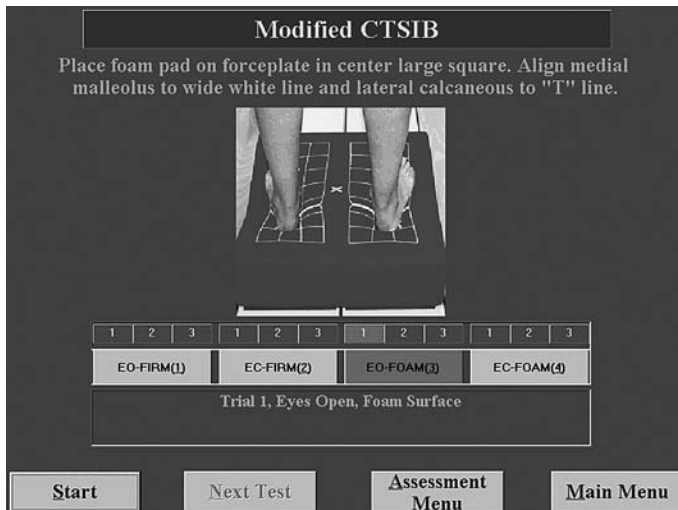 Modified CTSIB
Place foam pad on forceplate in center large square. Align medial
malleolus to wide white line and lateral calcaneous to "T" line.
1 2 3 1 2 3 1 2 3 1 2 3
EO-FIRM(1) EC-FIRM(2) EO-FOAM(3) EC-FOAM(4)
Trial 1, Eyes Open, Foam Surface
Start Next Test Assessment Menu Main Menu